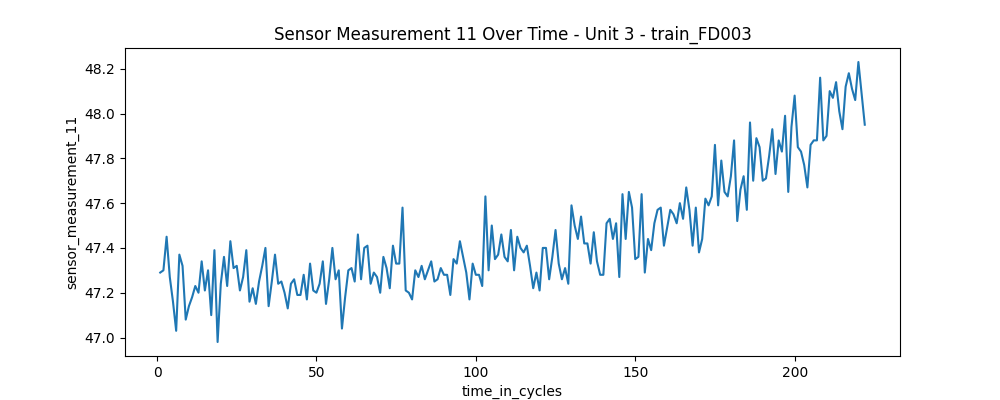 Sensor Measurement 11 Over Time - Unit 3 - train_FD003
48.2
48.0
47.8
47.6
47.4
47.2
47.0
sensor_measurement_11
0 50 100 150 200
time_in_cycles